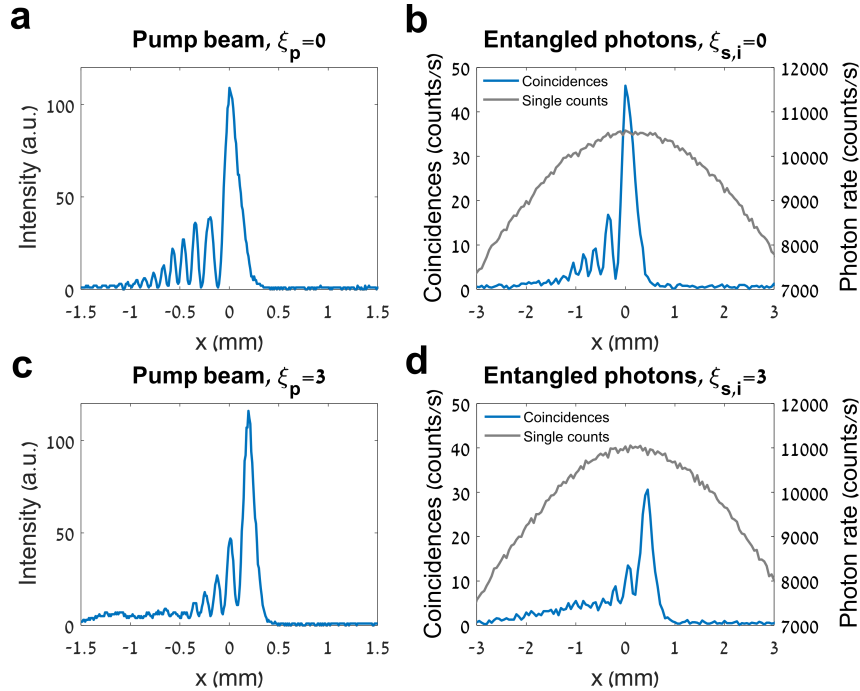 a
Pump beam, ξp=0
Intensity (a.u.)
100
50
0
-1.5 -1 -0.5 0 0.5 1 1.5
x (mm)
b
Entangled photons, ξs,i=0
Coincidences (counts/s)
50
40
30
20
10
0
Coincidences
Single counts
12000
11000
10000
9000
8000
7000
Photon rate (counts/s)
-3 -2 -1 0 1 2 3
x (mm)
c
Pump beam, ξp=3
Intensity (a.u.)
100
50
0
-1.5 -1 -0.5 0 0.5 1 1.5
x (mm)
d
Entangled photons, ξs,i=3
Coincidences (counts/s)
50
40
30
20
10
0
Coincidences
Single counts
12000
11000
10000
9000
8000
7000
Photon rate (counts/s)
-3 -2 -1 0 1 2 3
x (mm)